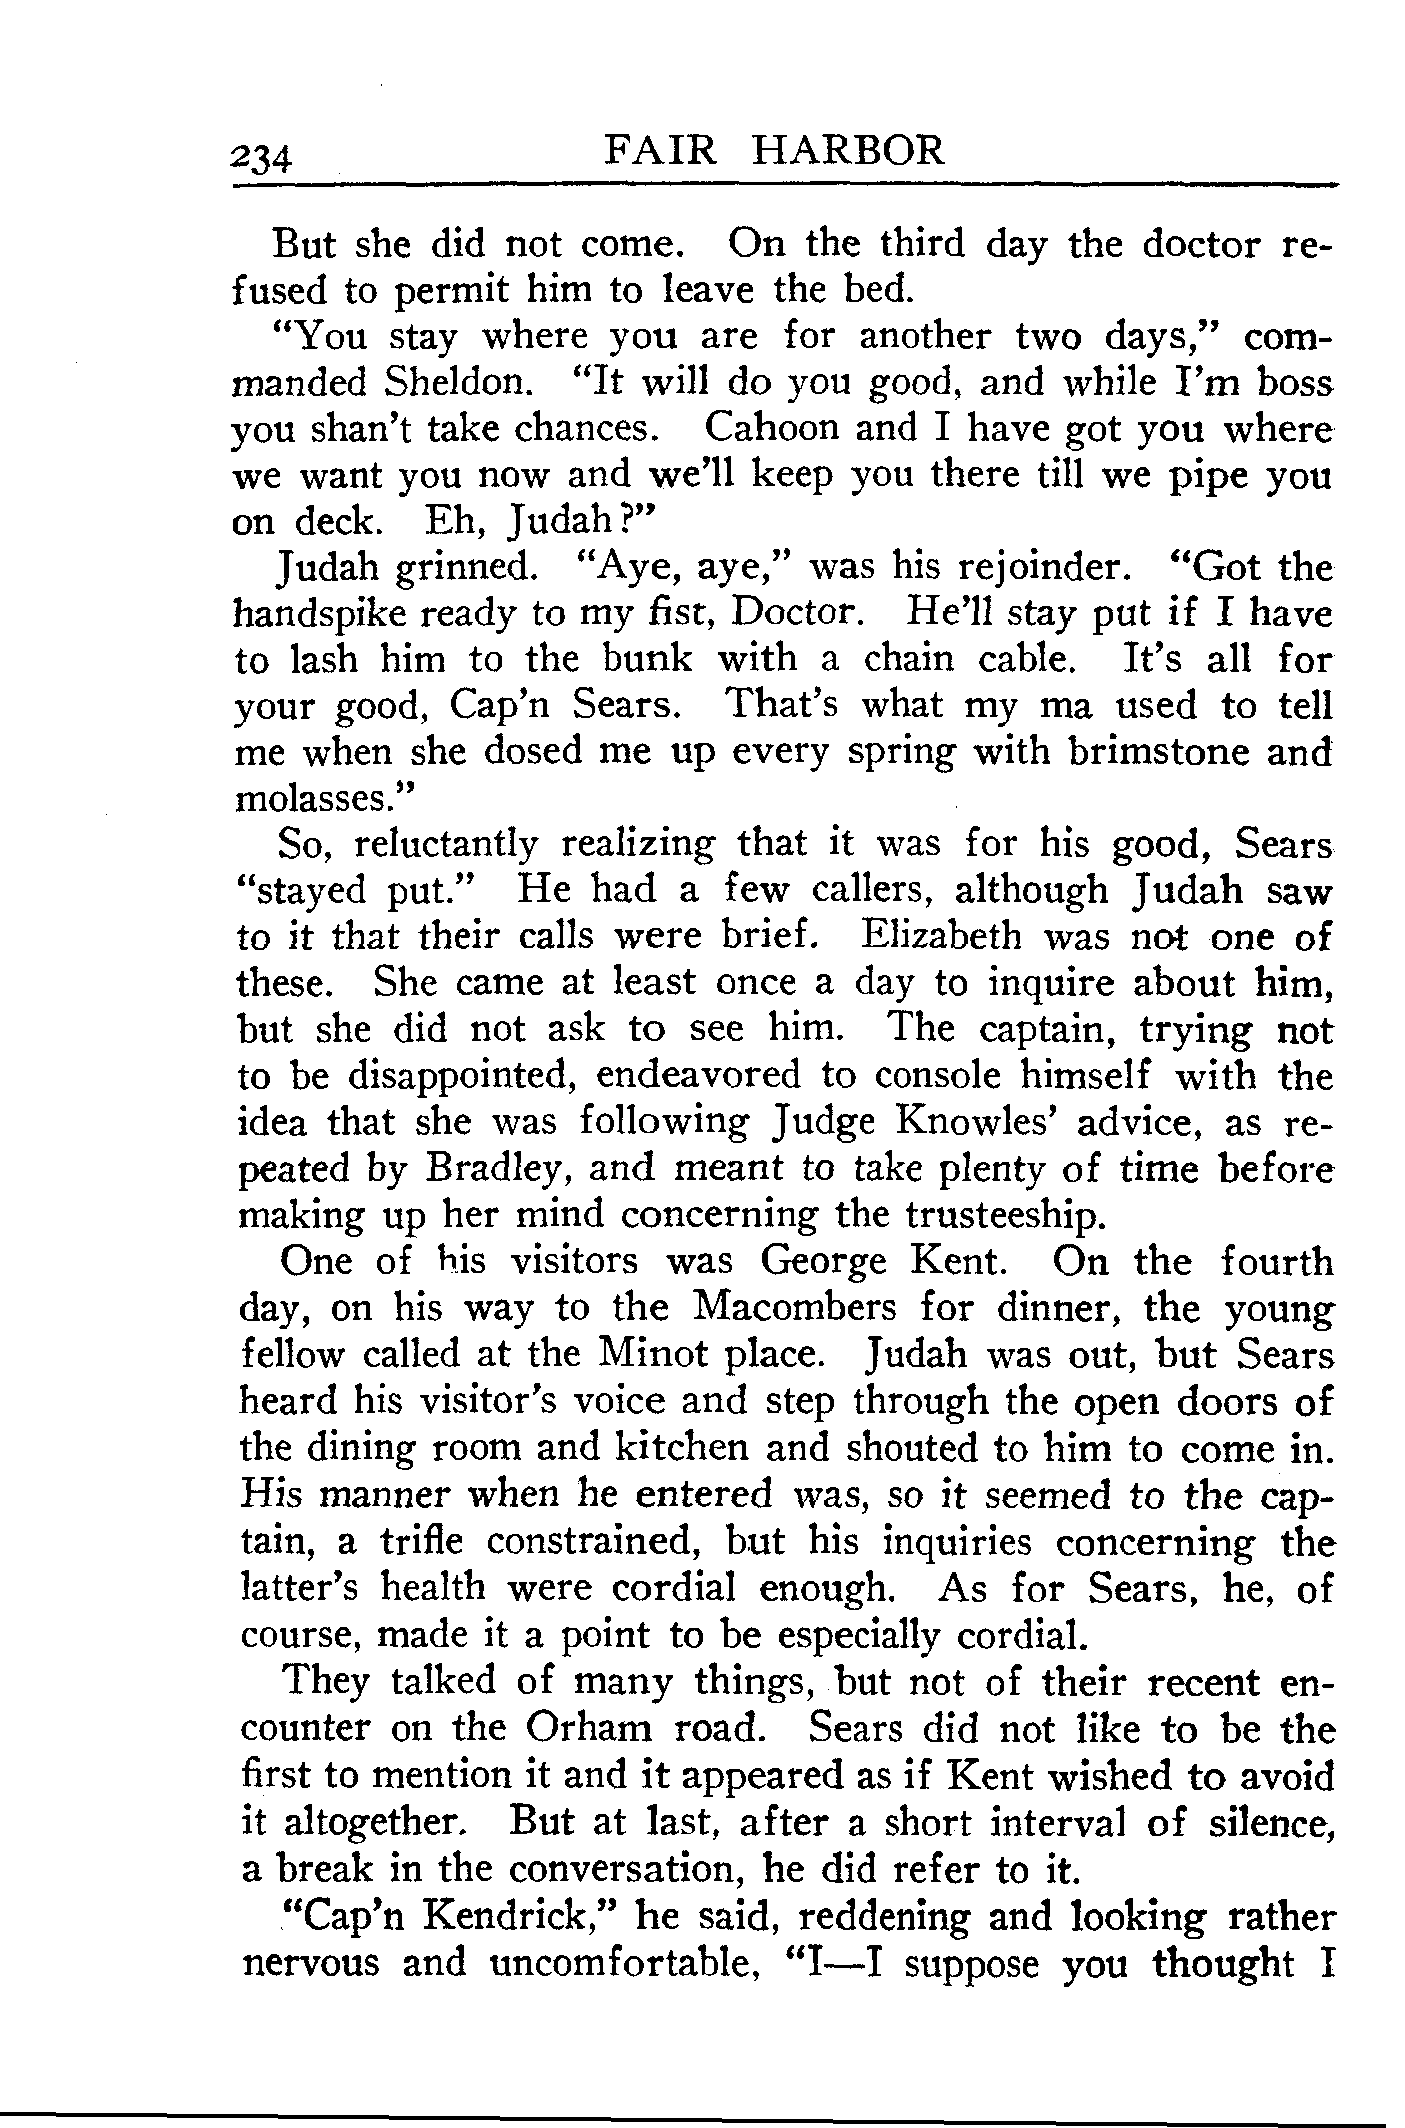 234 FAIR HARBOR
But she did not come. On the third day the doctor re-
fused to permit him to leave the bed.
“You stay where you are for another two days,” com-
manded Sheldon. “It will do you good, and while I’m boss
you shan’t take chances. Cahoon and I have got you where
we want you now and we’ll keep you there till we pipe you
on deck. Eh, Judah?”
Judah grinned. “Aye, aye,” was his rejoinder. “Got the
handspike ready to my fist, Doctor. He’ll stay put if I have
to lash him to the bunk with a chain cable. It’s all for
your good, Cap’n Sears. That’s what my ma used to tell
me when she dosed me up every spring with brimstone and
molasses.”
So, reluctantly realizing that it was for his good, Sears
“stayed put.” He had a few callers, although Judah saw
to it that their calls were brief. Elizabeth was not one of
these. She came at least once a day to inquire about him,
but she did not ask to see him. The captain, trying not
to be disappointed, endeavored to console himself with the
idea that she was following Judge Knowles’ advice, as re-
peated by Bradley, and meant to take plenty of time before
making up her mind concerning the trusteeship.
One of his visitors was George Kent. On the fourth
day, on his way to the Macombers for dinner, the young
fellow called at the Minot place. Judah was out, but Sears
heard his visitor’s voice and step through the open doors of
the dining room and kitchen and shouted to him to come in.
His manner when he entered was, so it seemed to the cap-
tain, a trifle constrained, but his inquiries concerning the
latter’s health were cordial enough. As for Sears, he, of
course, made it a point to be especially cordial.
They talked of many things, but not of their recent en-
counter on the Orham road. Sears did not like to be the
first to mention it and it appeared as if Kent wished to avoid
it altogether. But at last, after a short interval of silence,
a break in the conversation, he did refer to it.
“Cap’n Kendrick,” he said, reddening and looking rather
nervous and uncomfortable, “I—I suppose you thought I